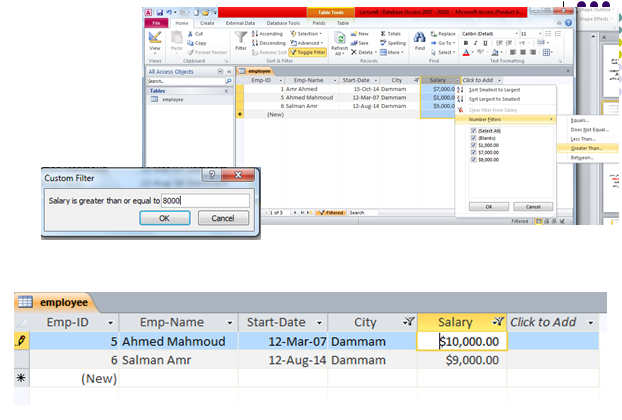 Table Tools
Lecture3 - Database (Access 2007 - 2010) - Microsoft Access (Product A...
File Home Create External Data Database Tools Fields Table
View
Paste
Cut
Copy
Format Painter
Filter
Ascending
Descending
Remove Sort
Selection
Advanced
Toggle Filter
Refresh All
New
Save
Delete
Totals
Spelling
More
Find
Replace
Go To
Select
Calibri (Detail) 11
B I U
Views Clipboard Sort & Filter Records Find Text Formatting
Shape Effects
Shape Outline
All Access Objects
Search...
Tables
employee
employee
Emp-ID Emp-Name Start-Date City Salary Click to Add
1 Amr Ahmed 15-Oct-14 Dammam $7,000.0
5 Ahmed Mahmoud 12-Mar-07 Dammam $1,000.0
6 Salman Amr 12-Aug-14 Dammam $9,000.0
(New)
Sort Smallest to Largest
Sort Largest to Smallest
Clear filter from Salary
Number Filters
(Select All)
(Blanks)
$1,000.00
$7,000.00
$9,000.00
OK Cancel
Equals...
Does Not Equal...
Less Than...
Greater Than...
Between...
1 of 3 Filtered Search
Filtered
Custom Filter
Salary is greater than or equal to 8000
OK Cancel
employee
Emp-ID Emp-Name Start-Date City Salary Click to Add
5 Ahmed Mahmoud 12-Mar-07 Dammam $10,000.00
6 Salman Amr 12-Aug-14 Dammam $9,000.00
(New)